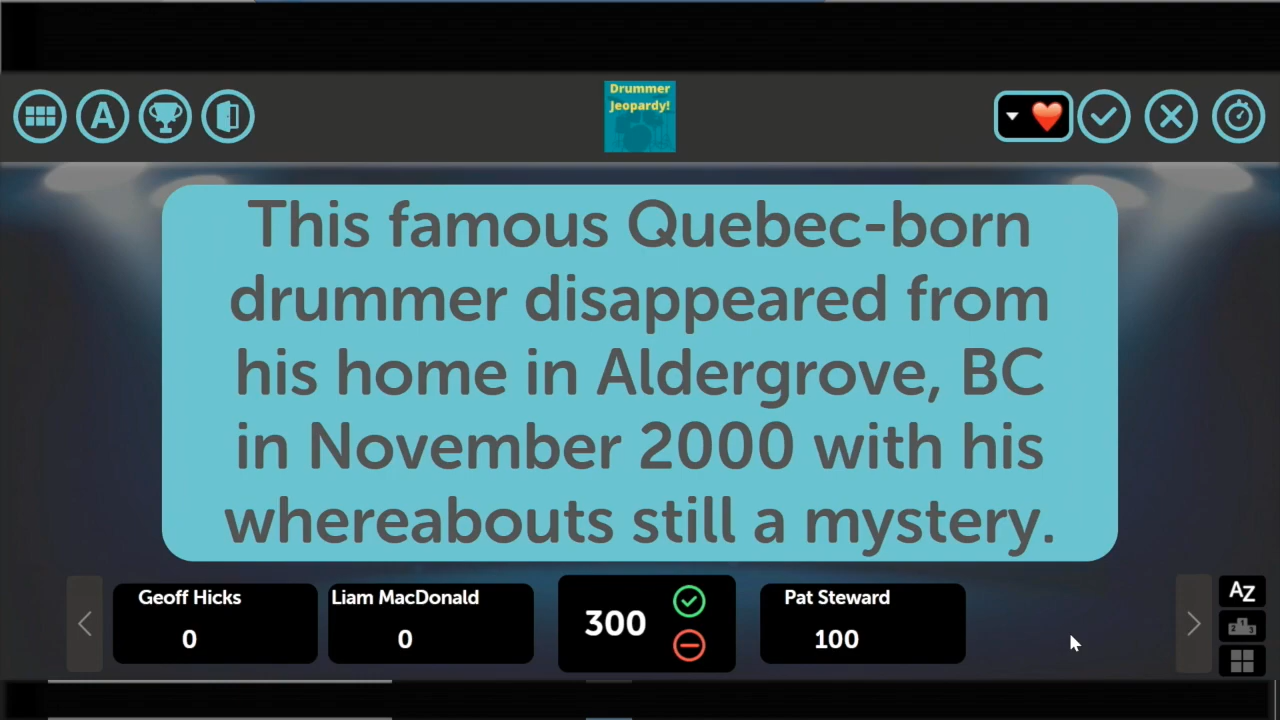 Drummer
Jeopardy!
A
This famous Quebec-born
drummer disappeared from
his home in Aldergrove, BC
in November 2000 with his
whereabouts still a mystery.
Geoff Hicks
0
Liam MacDonald
0
300
Pat Steward
100
AZ